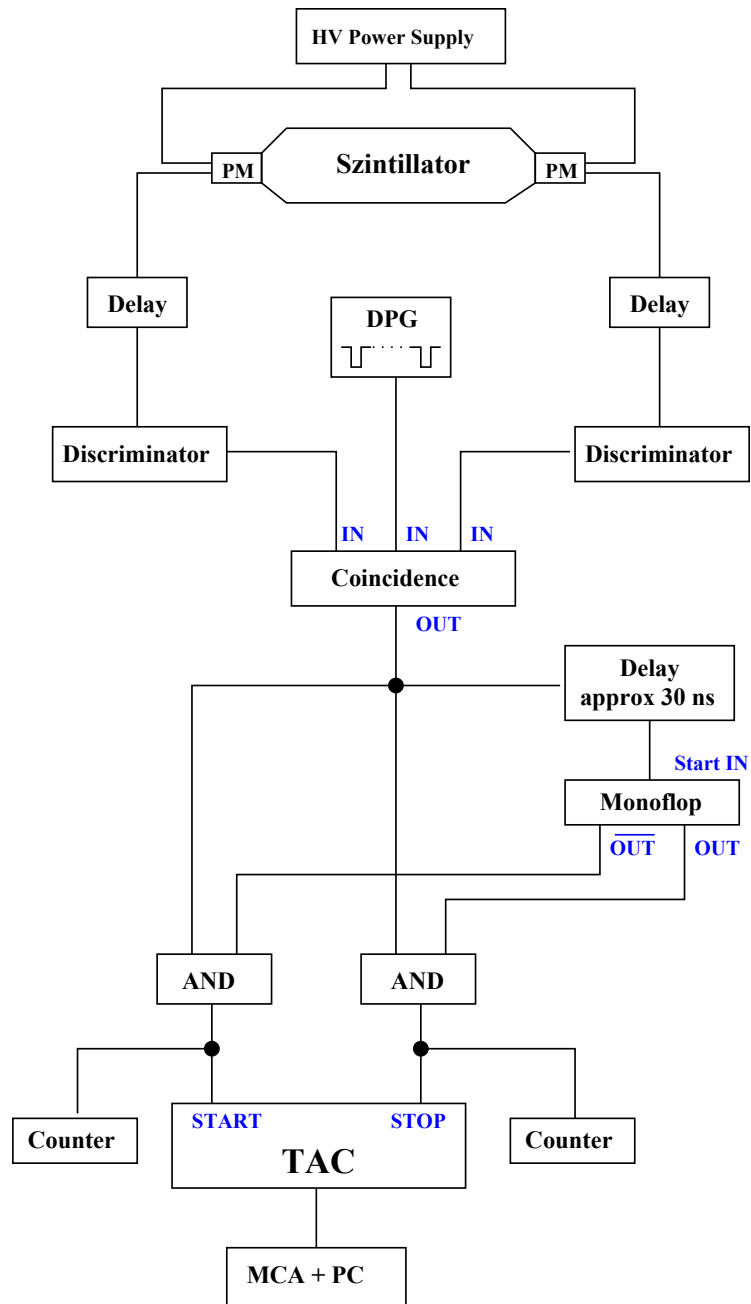 HV Power Supply
PM
Szintillator
PM
Delay
DPG
Delay
Discriminator
Discriminator
IN
IN
IN
Coincidence
OUT
Delay
approx 30 ns
Start IN
Monoflop
OUT
OUT
AND
AND
START
STOP
Counter
TAC
Counter
MCA + PC